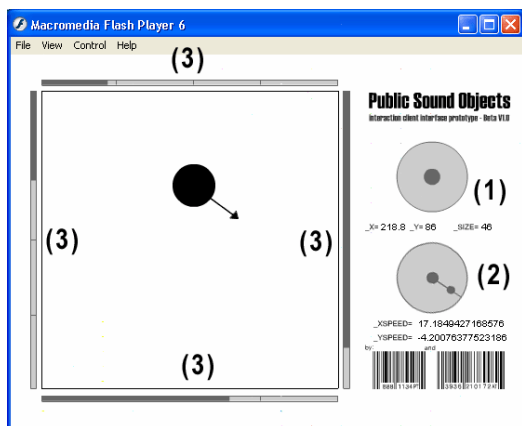 Macromedia Flash Player 6
File View Control Help
(3)
Public Sound Objects
interaction client interface prototype - Beta V1.0
(1)
_X= 218.8 _Y= 86 _SIZE= 46
(3)
(3)
(2)
_XSPEED= 17.1849427168576
_YSPEED= -4.20076377523186
by: and
(3)